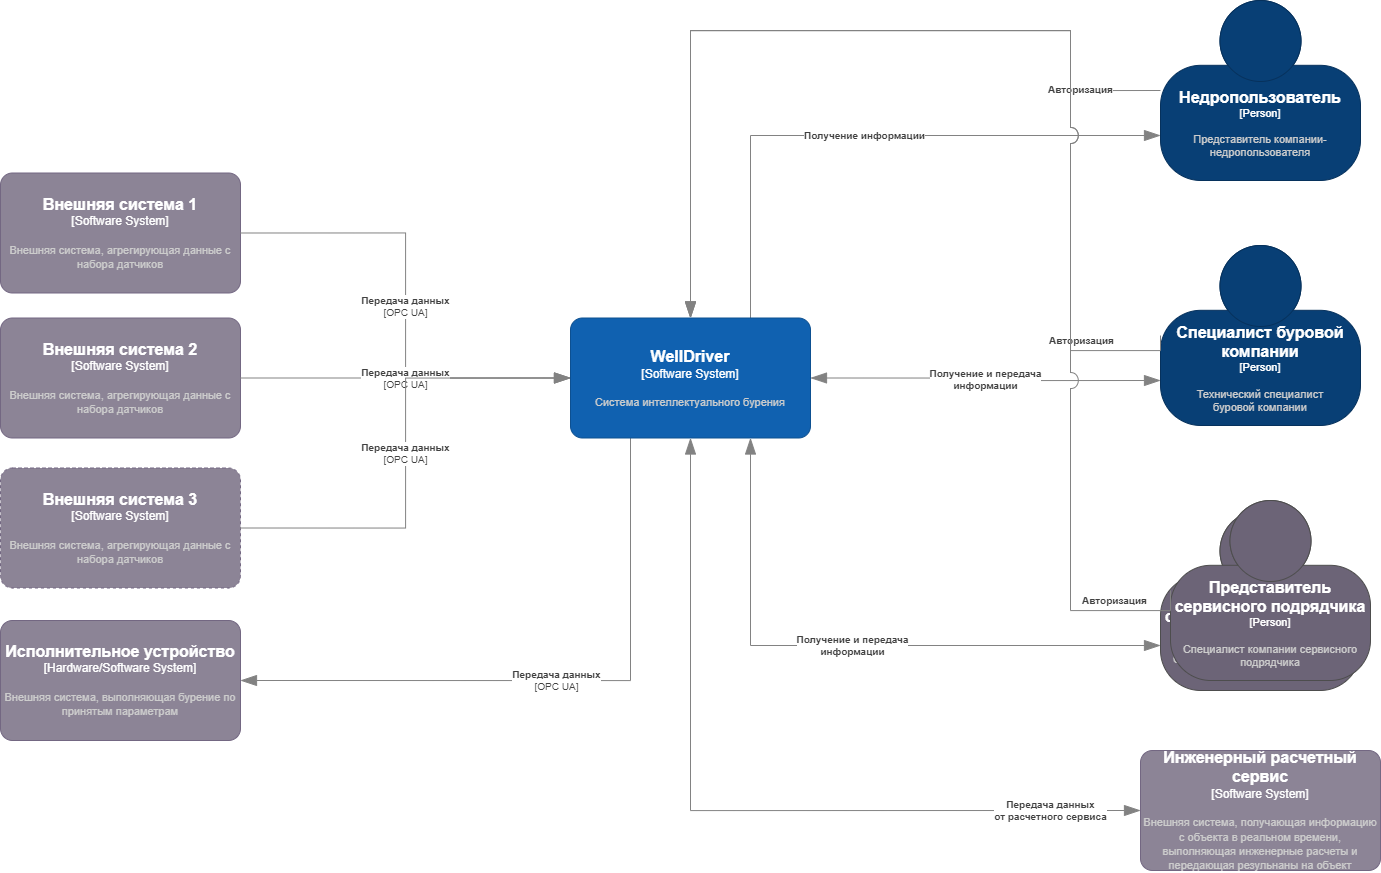 Авторизация
Недропользователь
[Person]
Представитель компании-
недропользователя
Получение информации
Внешняя система 1
[Software System]
Внешняя система, агрегирующая данные с
набора датчиков
Передача данных
[OPC UA]
Внешняя система 2
[Software System]
Внешняя система, агрегирующая данные с
набора датчиков
Передача данных
[OPC UA]
WellDriver
[Software System]
Система интеллектуального бурения
Авторизация
Специалист буровой
компании
[Person]
Технический специалист
буровой компании
Получение и передача
информации
Передача данных
[OPC UA]
Внешняя система 3
[Software System]
Внешняя система, агрегирующая данные с
набора датчиков
Авторизация
Представитель
сервисного подрядчика
[Person]
Специалист компании сервисного
подрядчика
Получение и передача
информации
Исполнительное устройство
[Hardware/Software System]
Внешняя система, выполняющая бурение по
принятым параметрам
Передача данных
[OPC UA]
Передача данных
от расчетного сервиса
Инженерный расчетный
сервис
[Software System]
Внешняя система, получающая информацию
с объекта в реальном времени,
выполняющая инженерные расчеты и
передающая резульнаны на объект